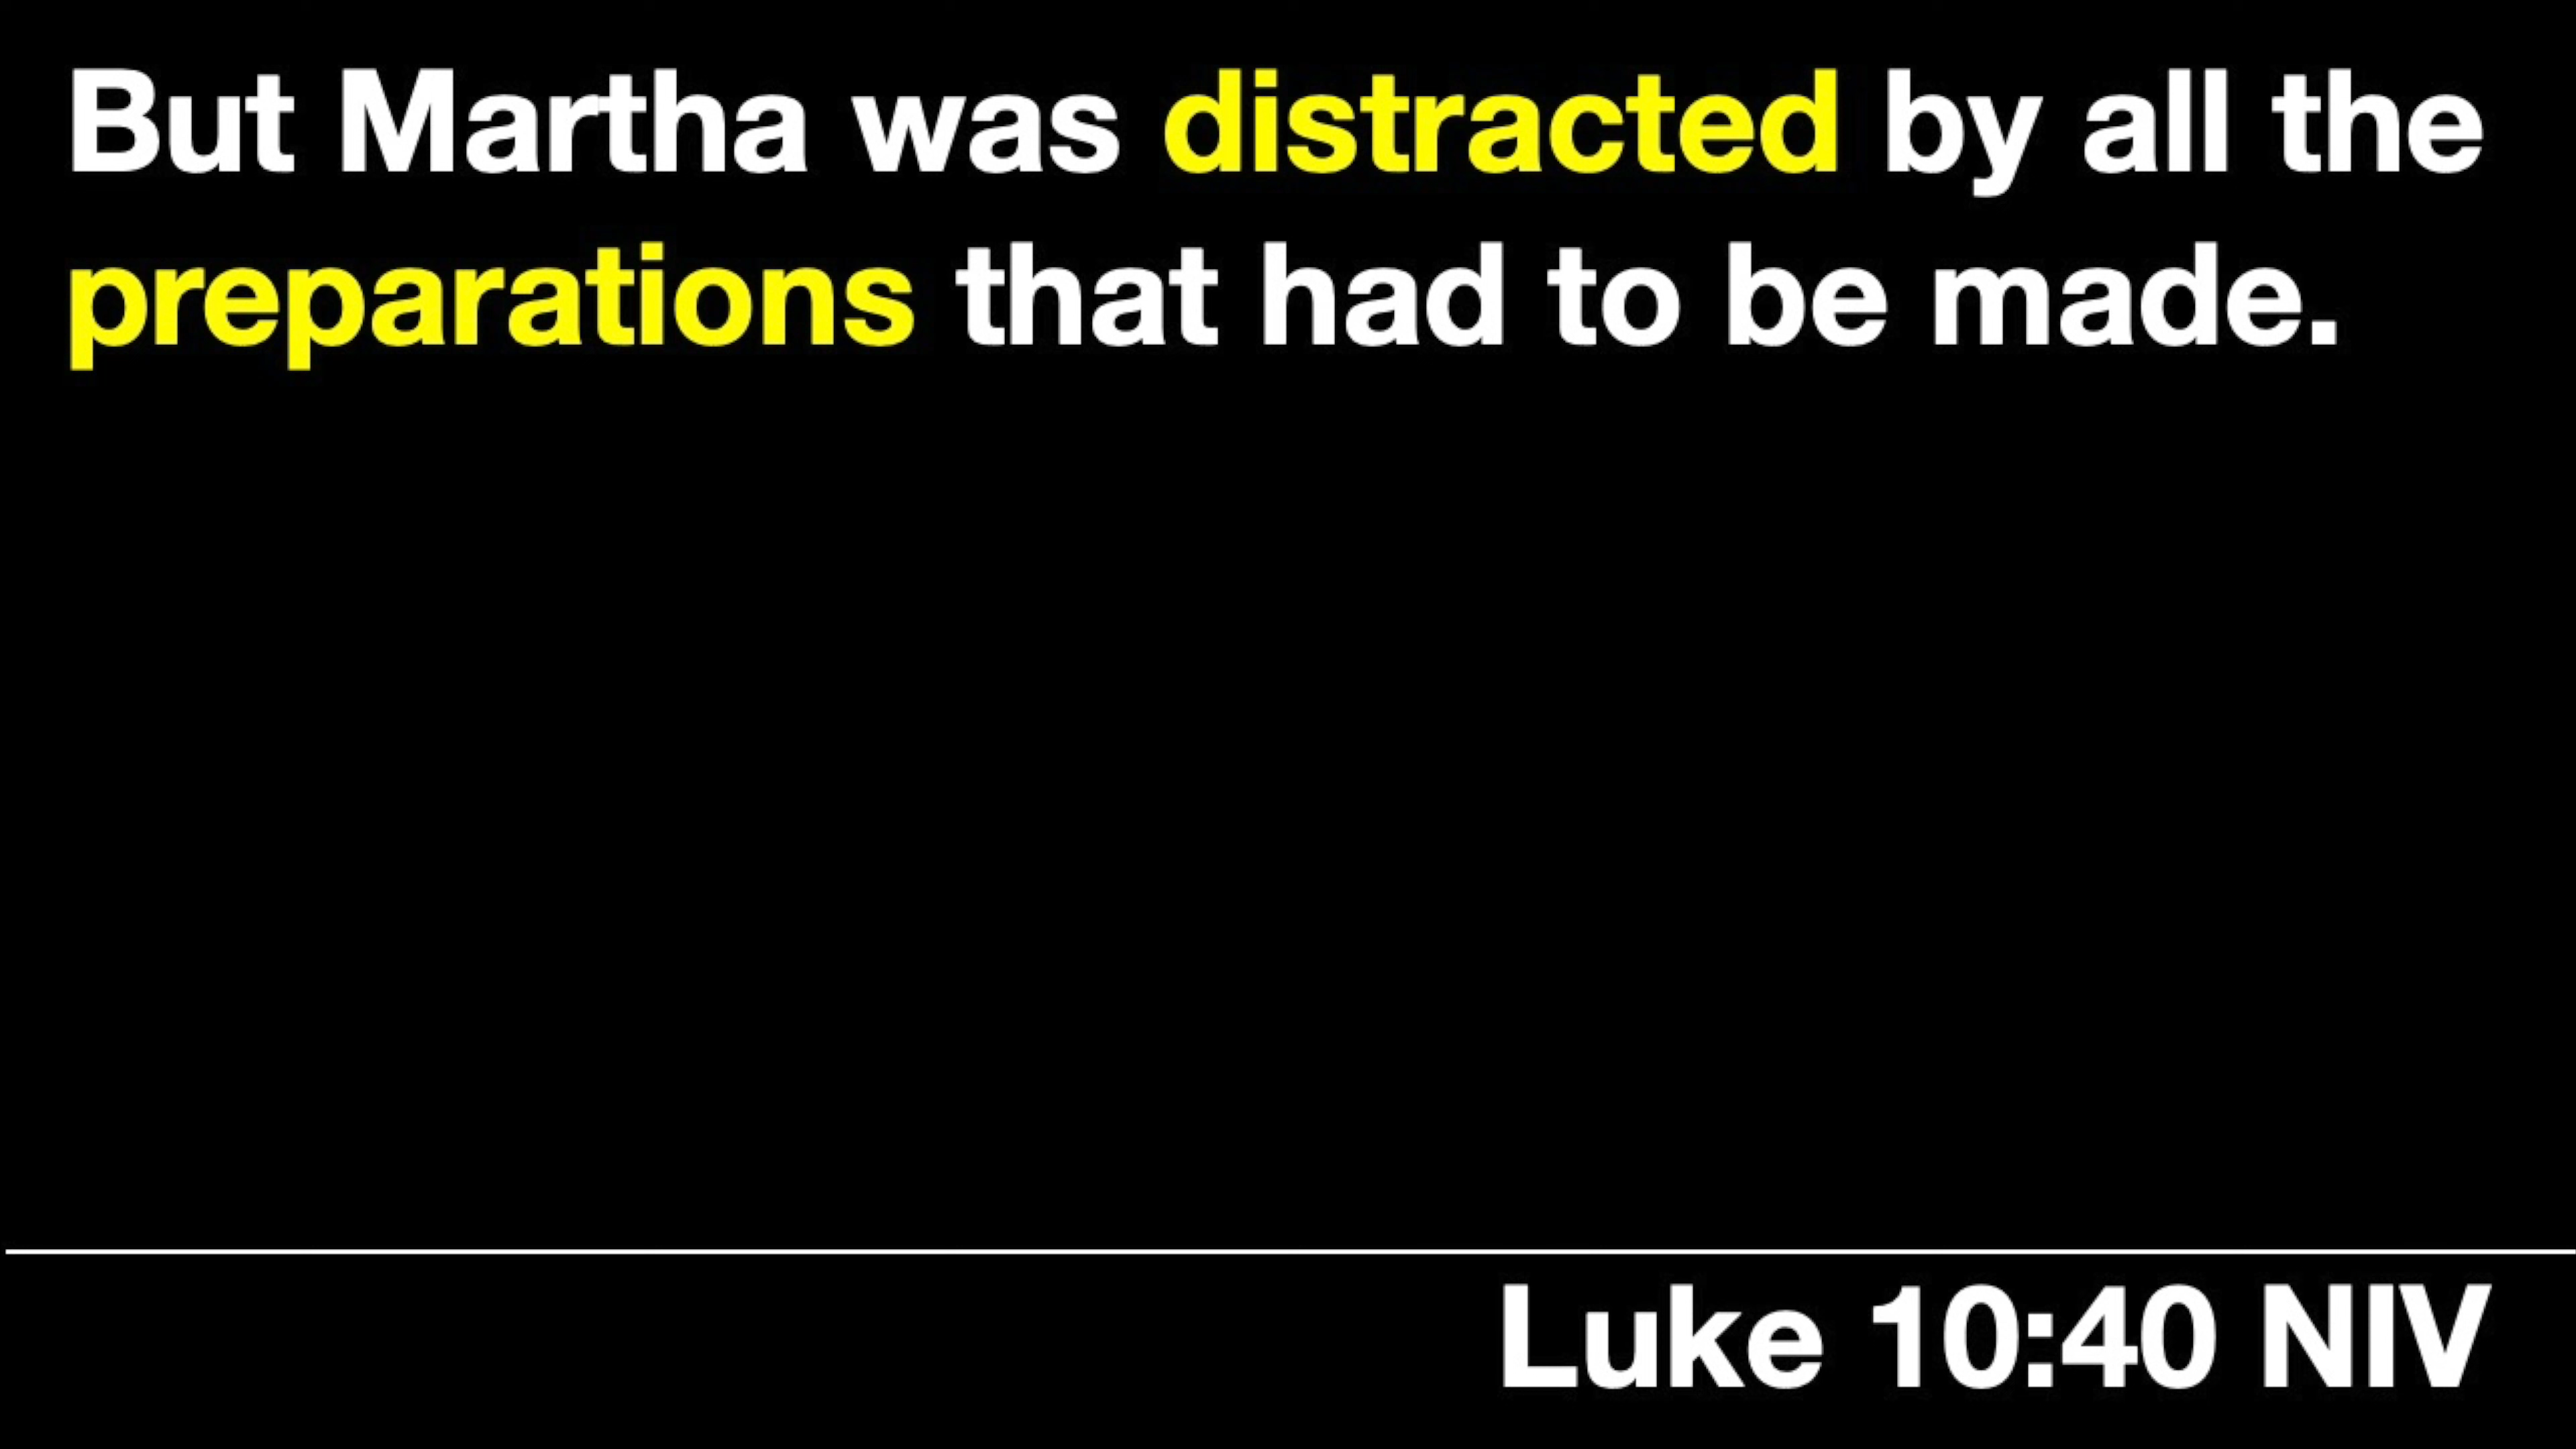 But Martha was distracted by all the
preparations that had to be made.
Luke 10:40 NIV